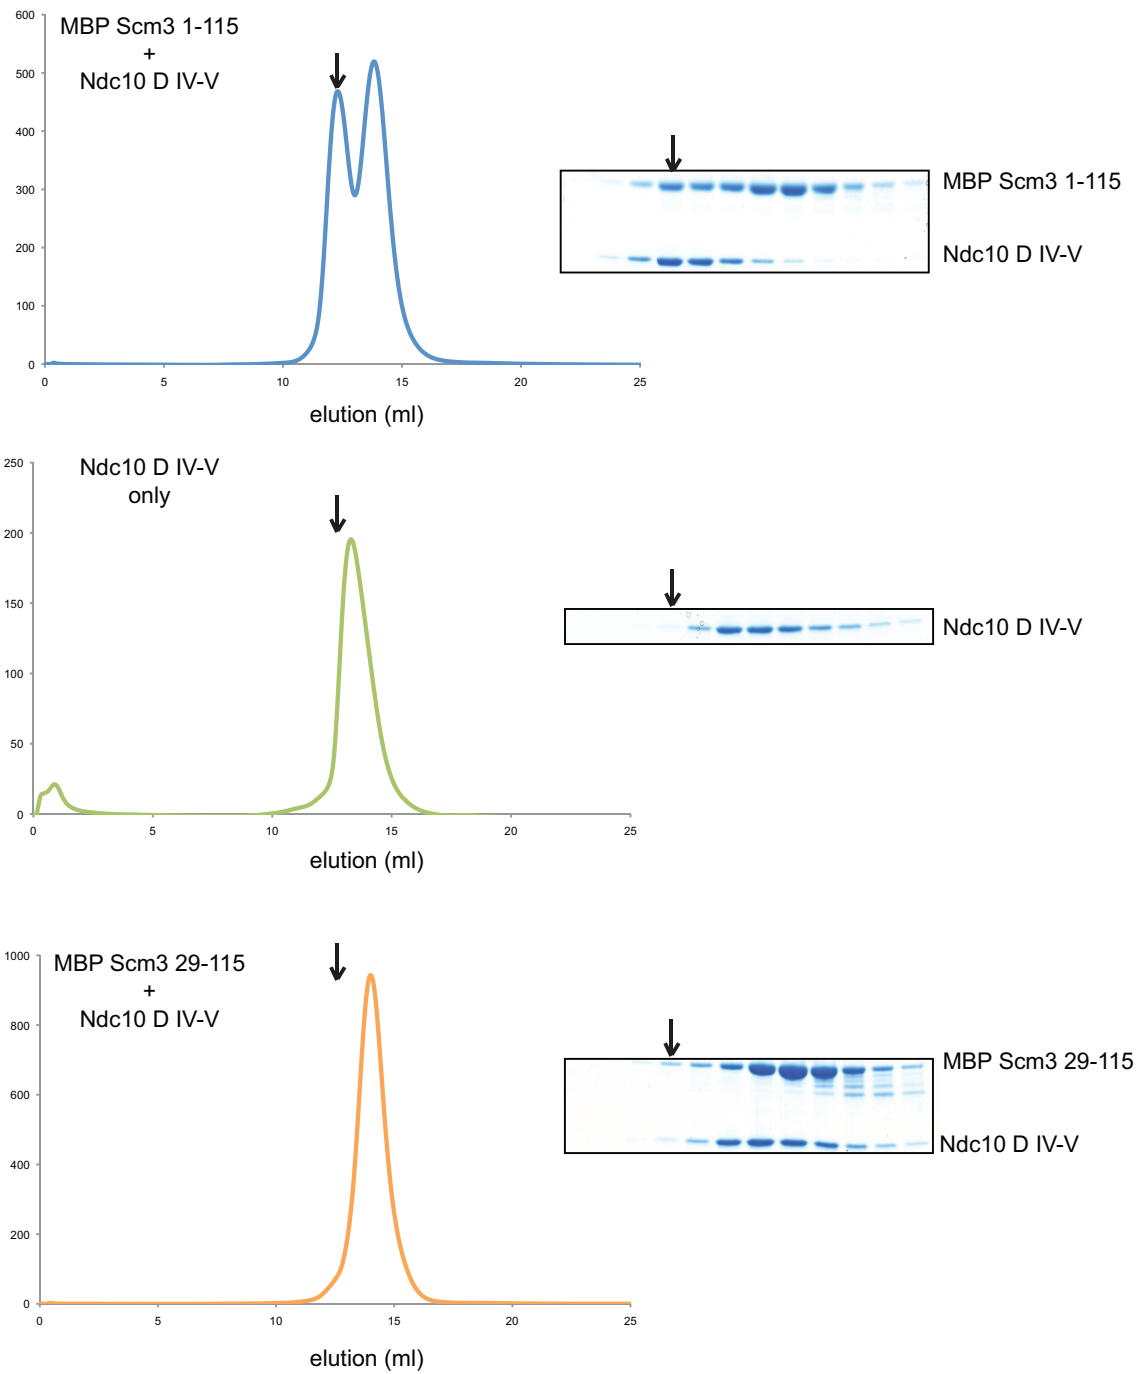 MBP Scm3 1-115
+
Ndc10 D IV-V
600
500
400
300
200
100
0
0 5 10 15 20 25
elution (ml)
MBP Scm3 1-115
Ndc10 D IV-V
Ndc10 D IV-V
only
250
200
150
100
50
0
0 5 10 15 20 25
elution (ml)
Ndc10 D IV-V
MBP Scm3 29-115
+
Ndc10 D IV-V
1000
800
600
400
200
0
0 5 10 15 20 25
elution (ml)
MBP Scm3 29-115
Ndc10 D IV-V